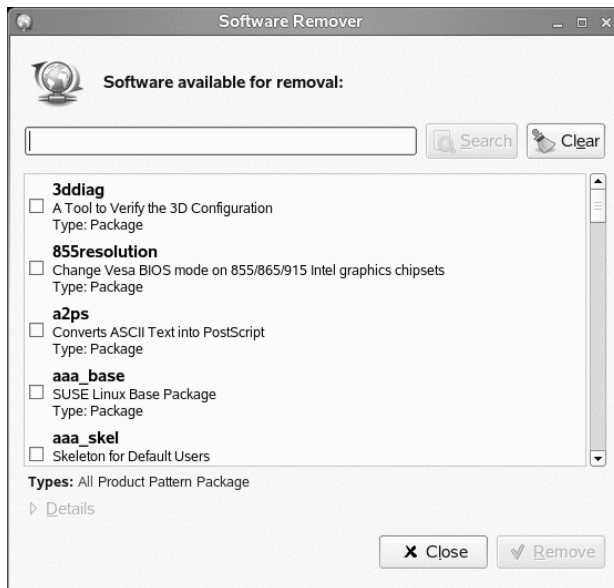 Software Remover
Software available for removal:
Search
Clear
3ddiag
A Tool to Verify the 3D Configuration
Type: Package
855resolution
Change Vesa BIOS mode on 855/865/915 Intel graphics chipsets
Type: Package
a2ps
Converts ASCII Text into PostScript
Type: Package
aaa_base
SUSE Linux Base Package
Type: Package
aaa_skel
Skeleton for Default Users
Types: All Product Pattern Package
Details
Close
Remove